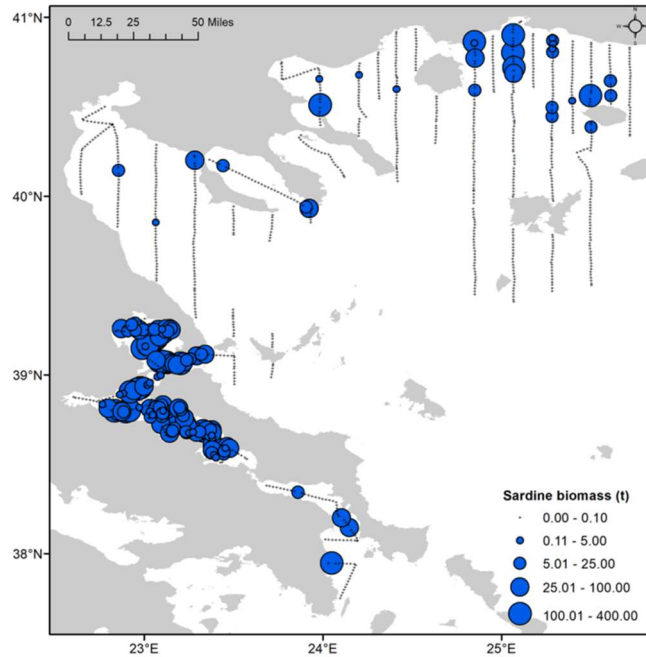 41°N
0 12.5 25 50 Miles
N
40°N
39°N
38°N
Sardine biomass (t)
0.00 - 0.10
0.11 - 5.00
5.01 - 25.00
25.01 - 100.00
100.01 - 400.00
23°E 24°E 25°E